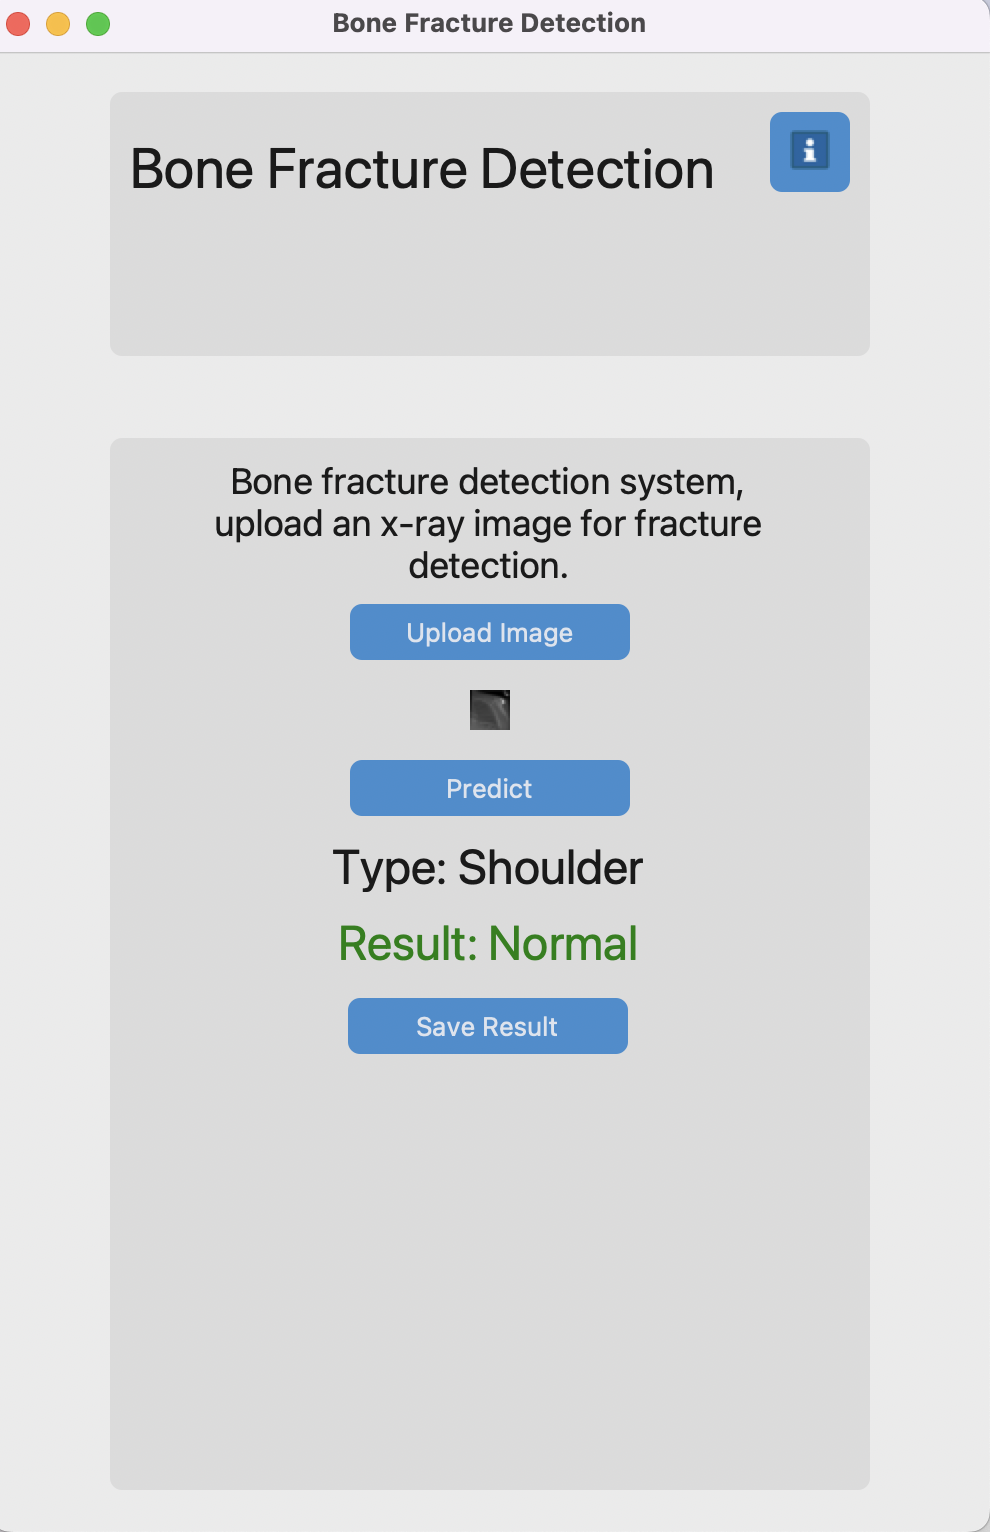 Bone Fracture Detection
Bone Fracture Detection
Bone fracture detection system,
upload an x-ray image for fracture
detection.
Upload Image
Predict
Type: Shoulder
Result: Normal
Save Result